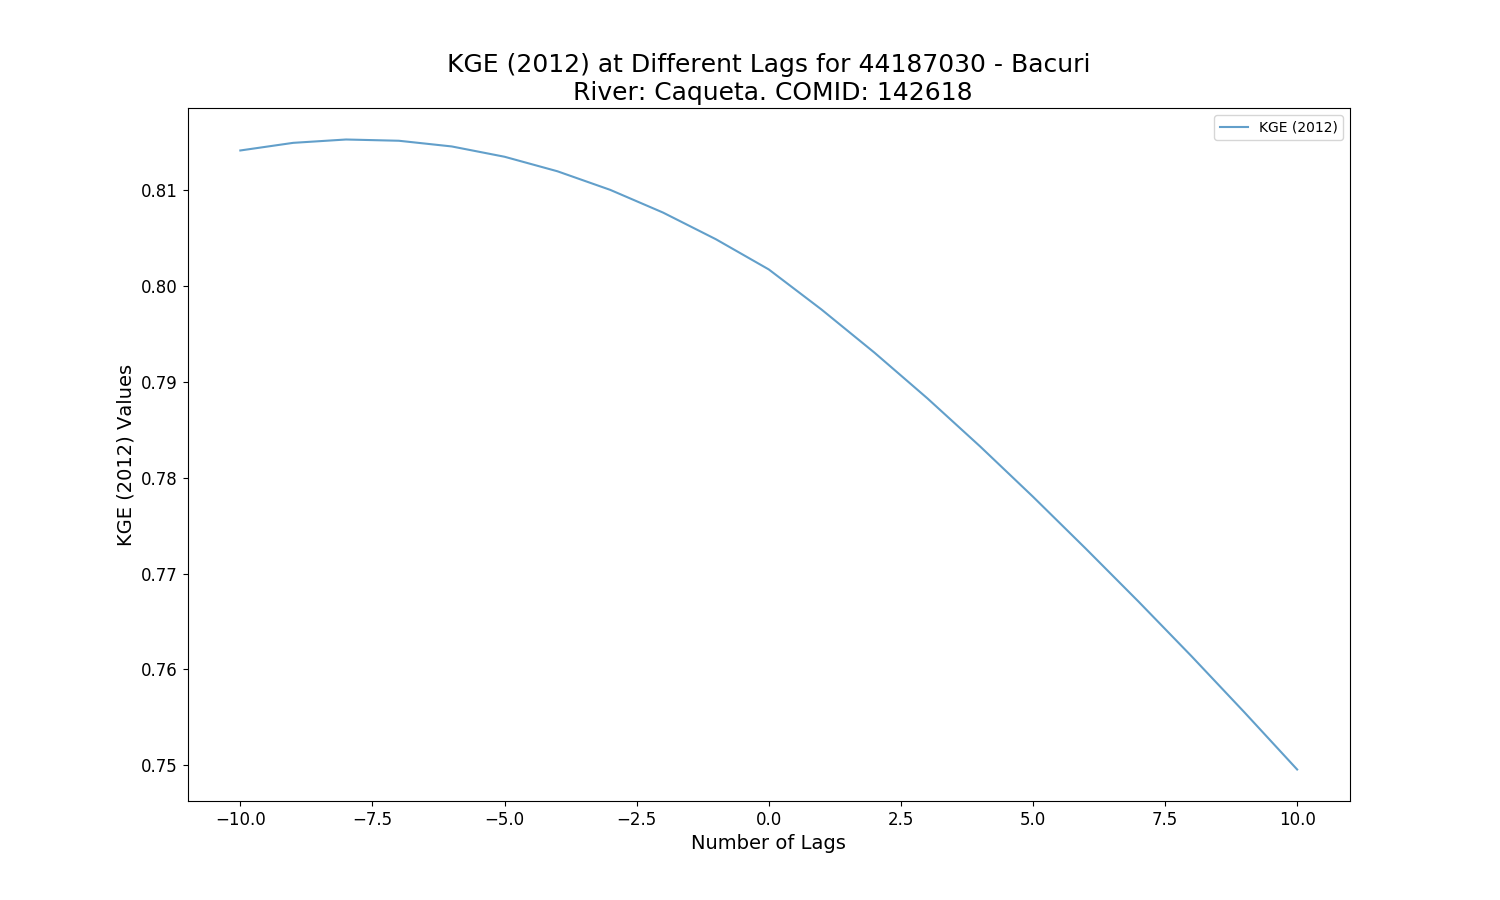 KGE (2012) at Different Lags for 44187030 - Bacuri
River: Caqueta. COMID: 142618
KGE (2012)
KGE (2012) Values
0.81
0.80
0.79
0.78
0.77
0.76
0.75
−10.0 −7.5 −5.0 −2.5 0.0 2.5 5.0 7.5 10.0
Number of Lags